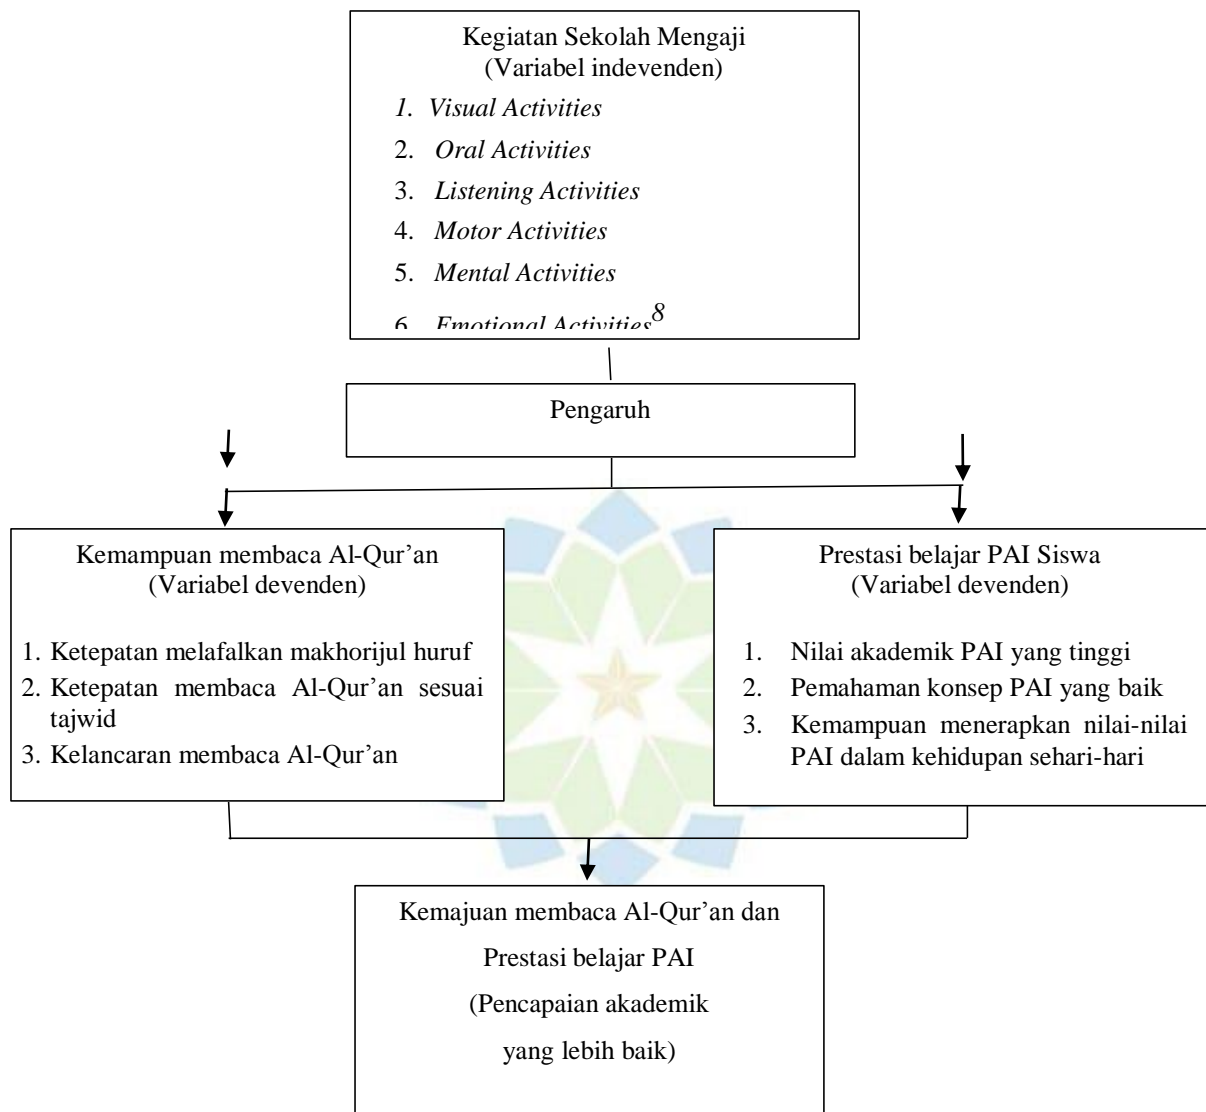 Kegiatan Sekolah Mengaji
(Variabel indevenden)
1. Visual Activities
2. Oral Activities
3. Listening Activities
4. Motor Activities
5. Mental Activities
6. Emotional Activities8
Pengaruh
Kemampuan membaca Al-Qur’an
(Variabel devenden)
1. Ketepatan melafalkan makhorijul huruf
2. Ketepatan membaca Al-Qur’an sesuai
tajwid
3. Kelancaran membaca Al-Qur’an
Prestasi belajar PAI Siswa
(Variabel devenden)
1. Nilai akademik PAI yang tinggi
2. Pemahaman konsep PAI yang baik
3. Kemampuan menerapkan nilai-nilai
PAI dalam kehidupan sehari-hari
Kemajuan membaca Al-Qur’an dan
Prestasi belajar PAI
(Pencapaian akademik
yang lebih baik)